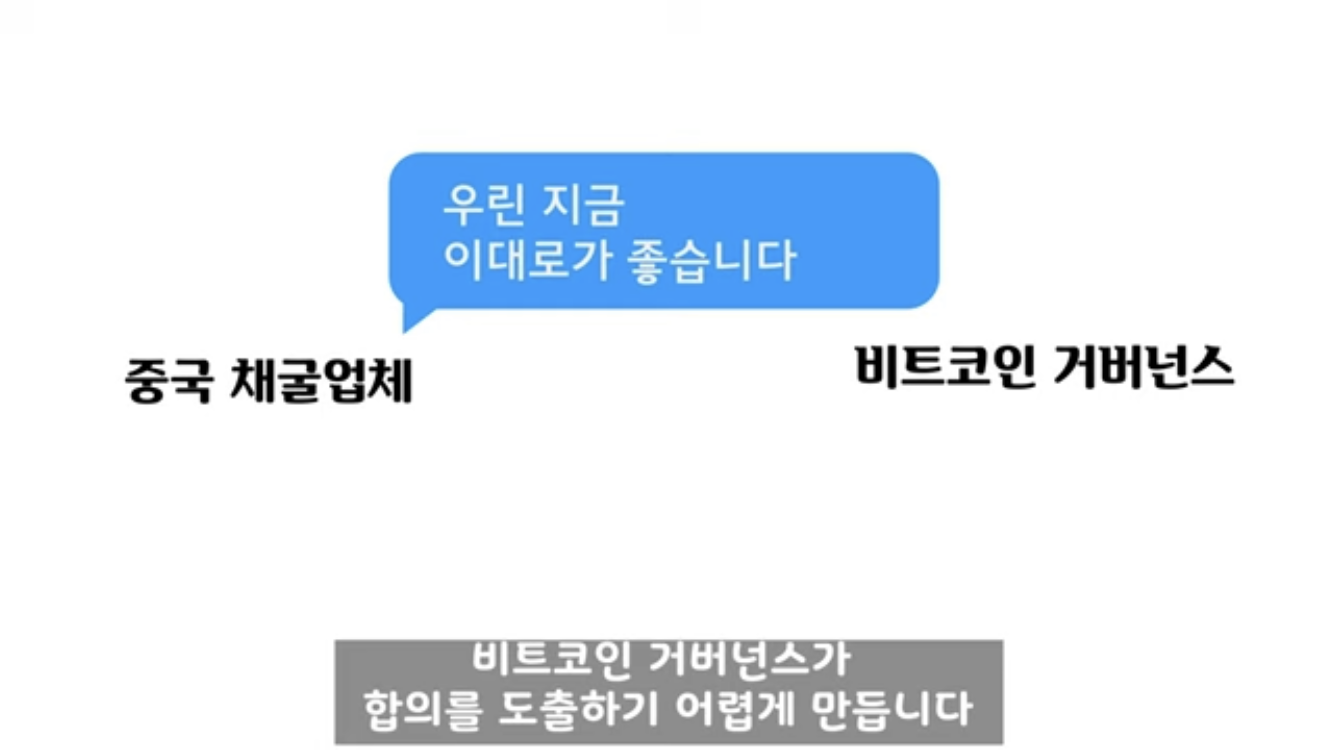 우린 지금
이대로가 좋습니다
중국 채굴업체
비트코인 거버넌스
비트코인 거버넌스가
합의를 도출하기 어렵게 만듭니다